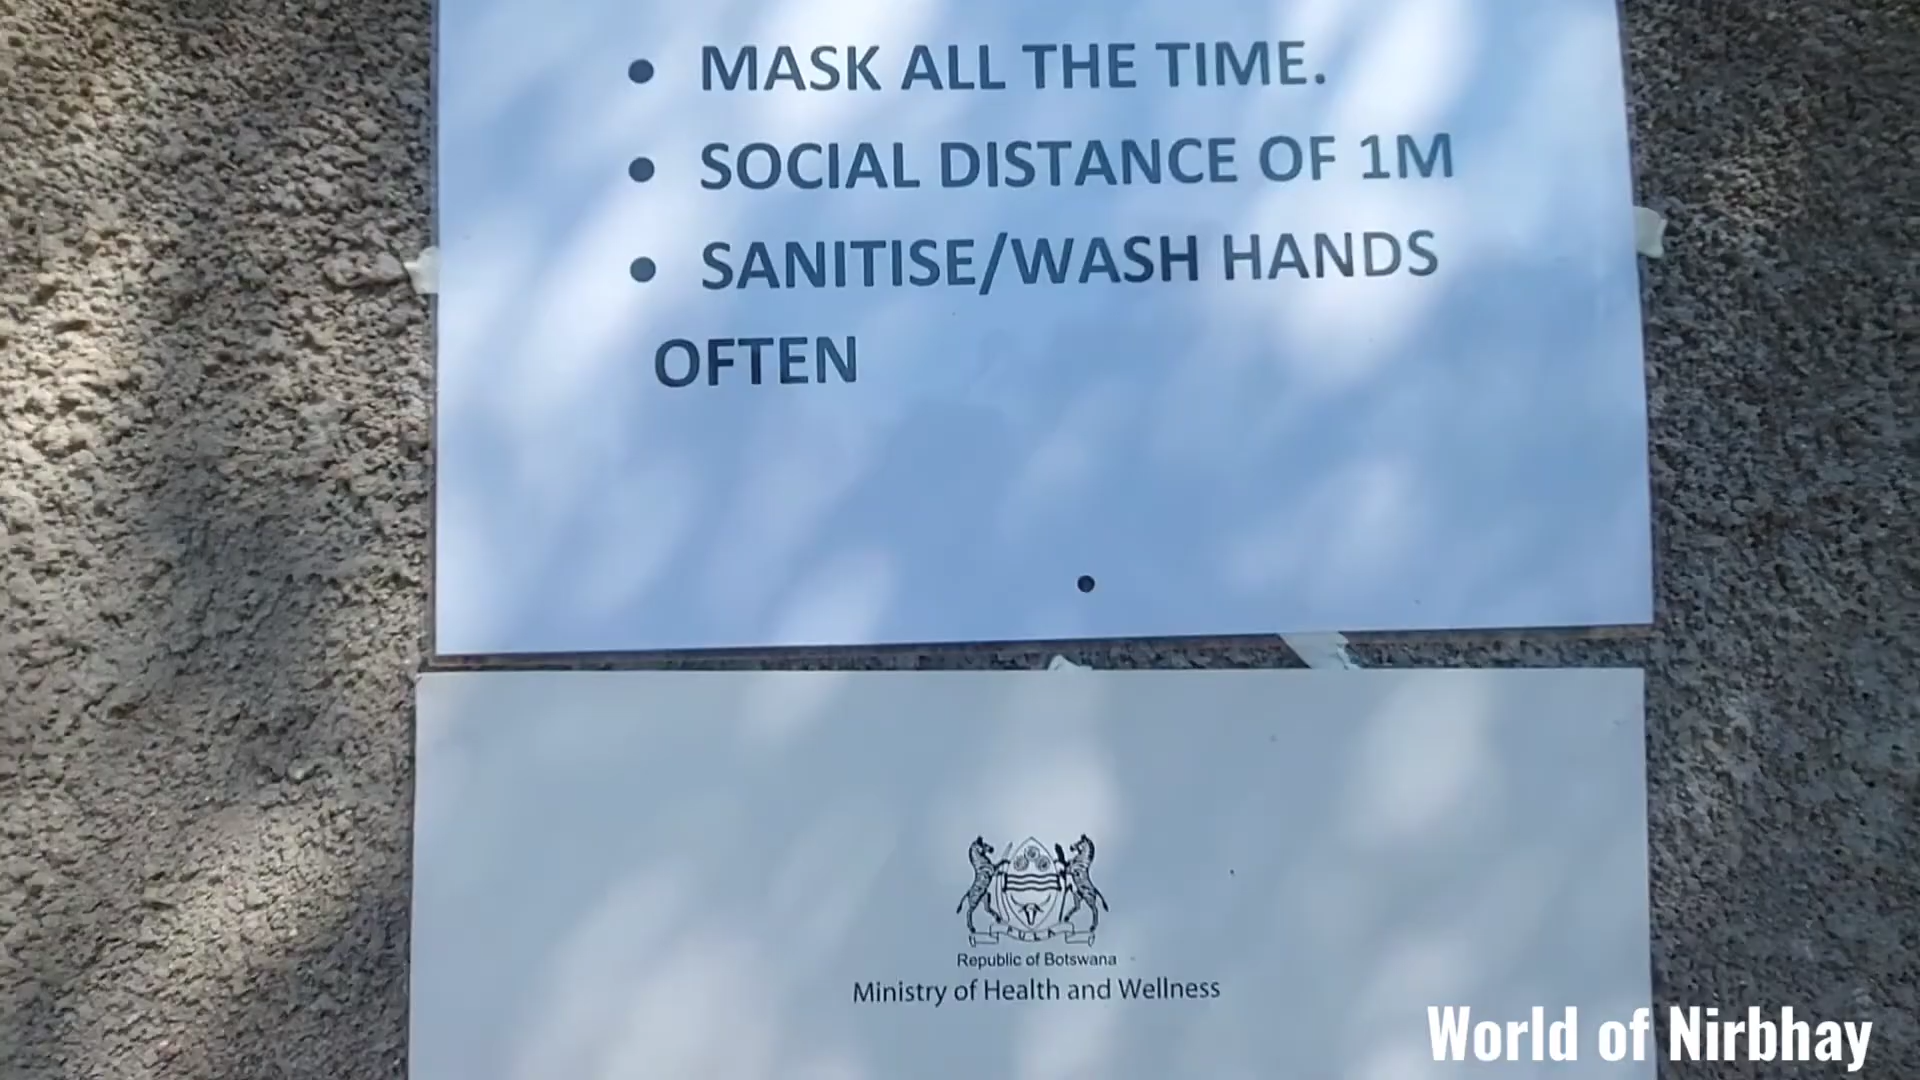 • MASK ALL THE TIME.
• SOCIAL DISTANCE OF 1M
• SANITISE/WASH HANDS
OFTEN
PULA
Republic of Botswana
Ministry of Health and Wellness
World of Nirbhay